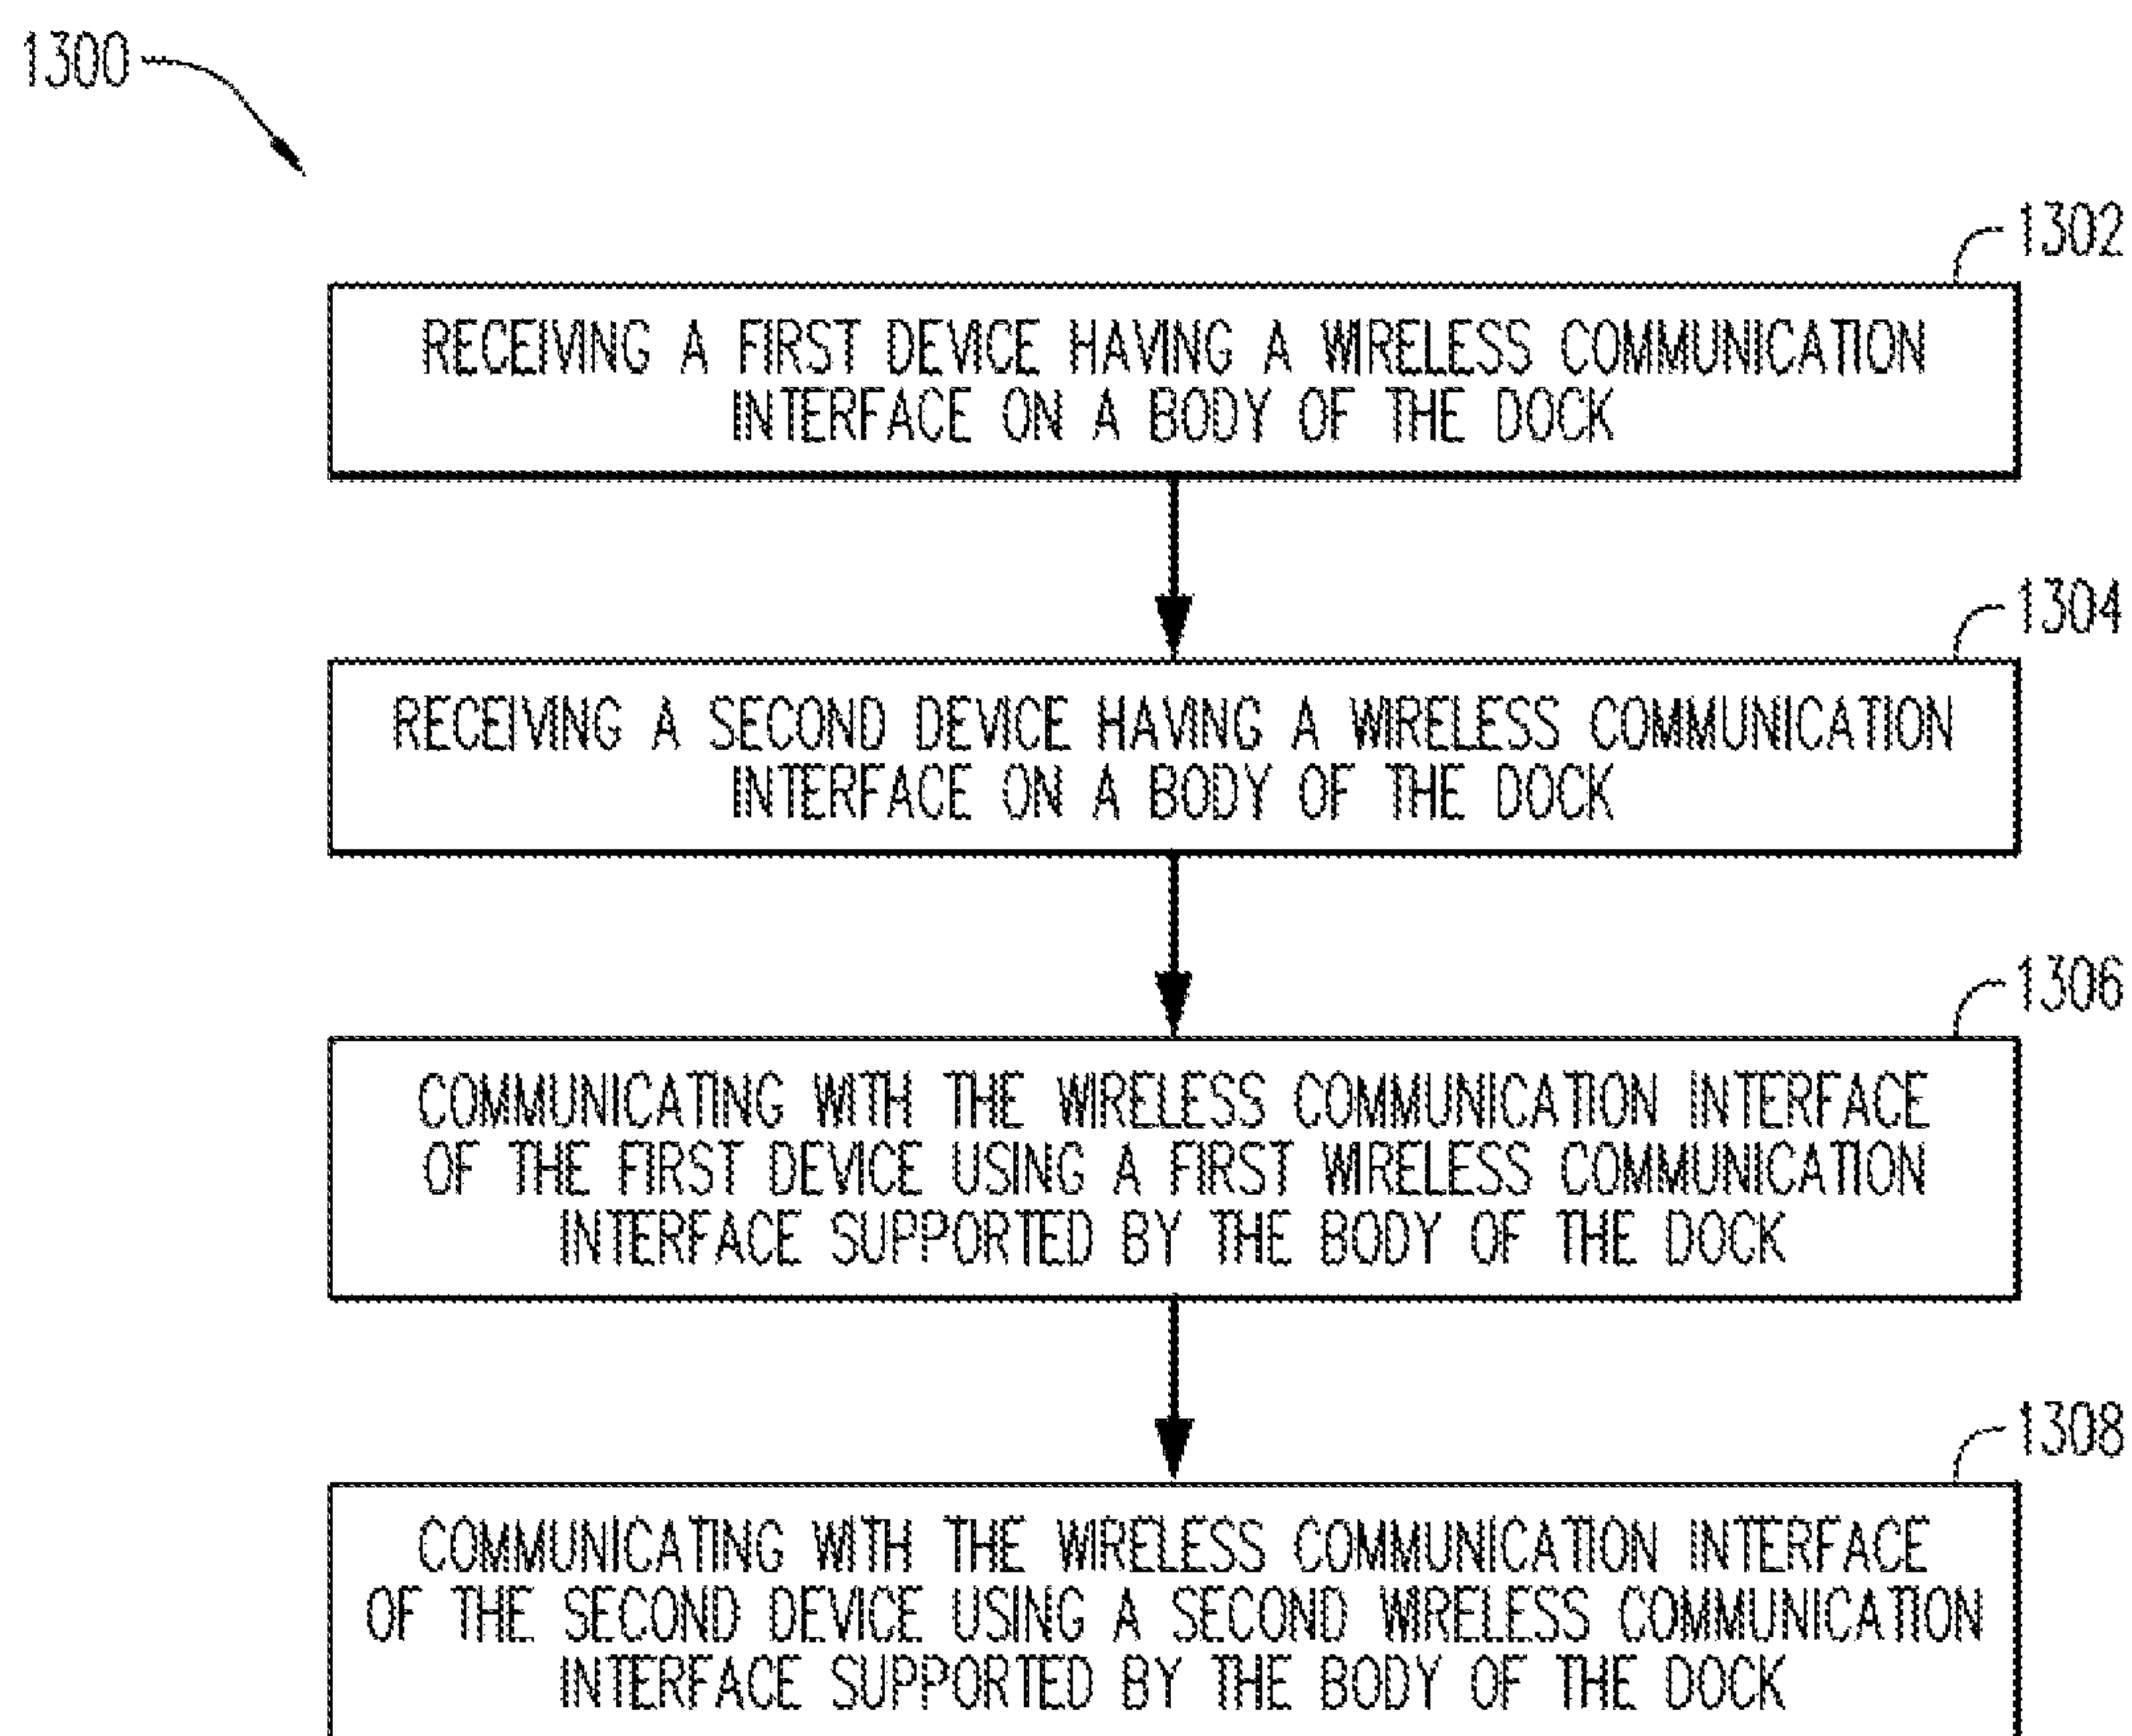 1300
1302
RECEIVING A FIRST DEVICE HAVING A WIRELESS COMMUNICATION
INTERFACE ON A BODY OF THE DOCK
1304
RECEIVING A SECOND DEVICE HAVING A WIRELESS COMMUNICATION
INTERFACE ON A BODY OF THE DOCK
1306
COMMUNICATING WITH THE WIRELESS COMMUNICATION INTERFACE
OF THE FIRST DEVICE USING A FIRST WIRELESS COMMUNICATION
INTERFACE SUPPORTED BY THE BODY OF THE DOCK
1308
COMMUNICATING WITH THE WIRELESS COMMUNICATION INTERFACE
OF THE SECOND DEVICE USING A SECOND WIRELESS COMMUNICATION
INTERFACE SUPPORTED BY THE BODY OF THE DOCK